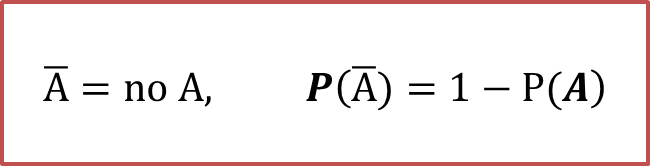 A̅ = no A, P(A̅) = 1 − P(A)